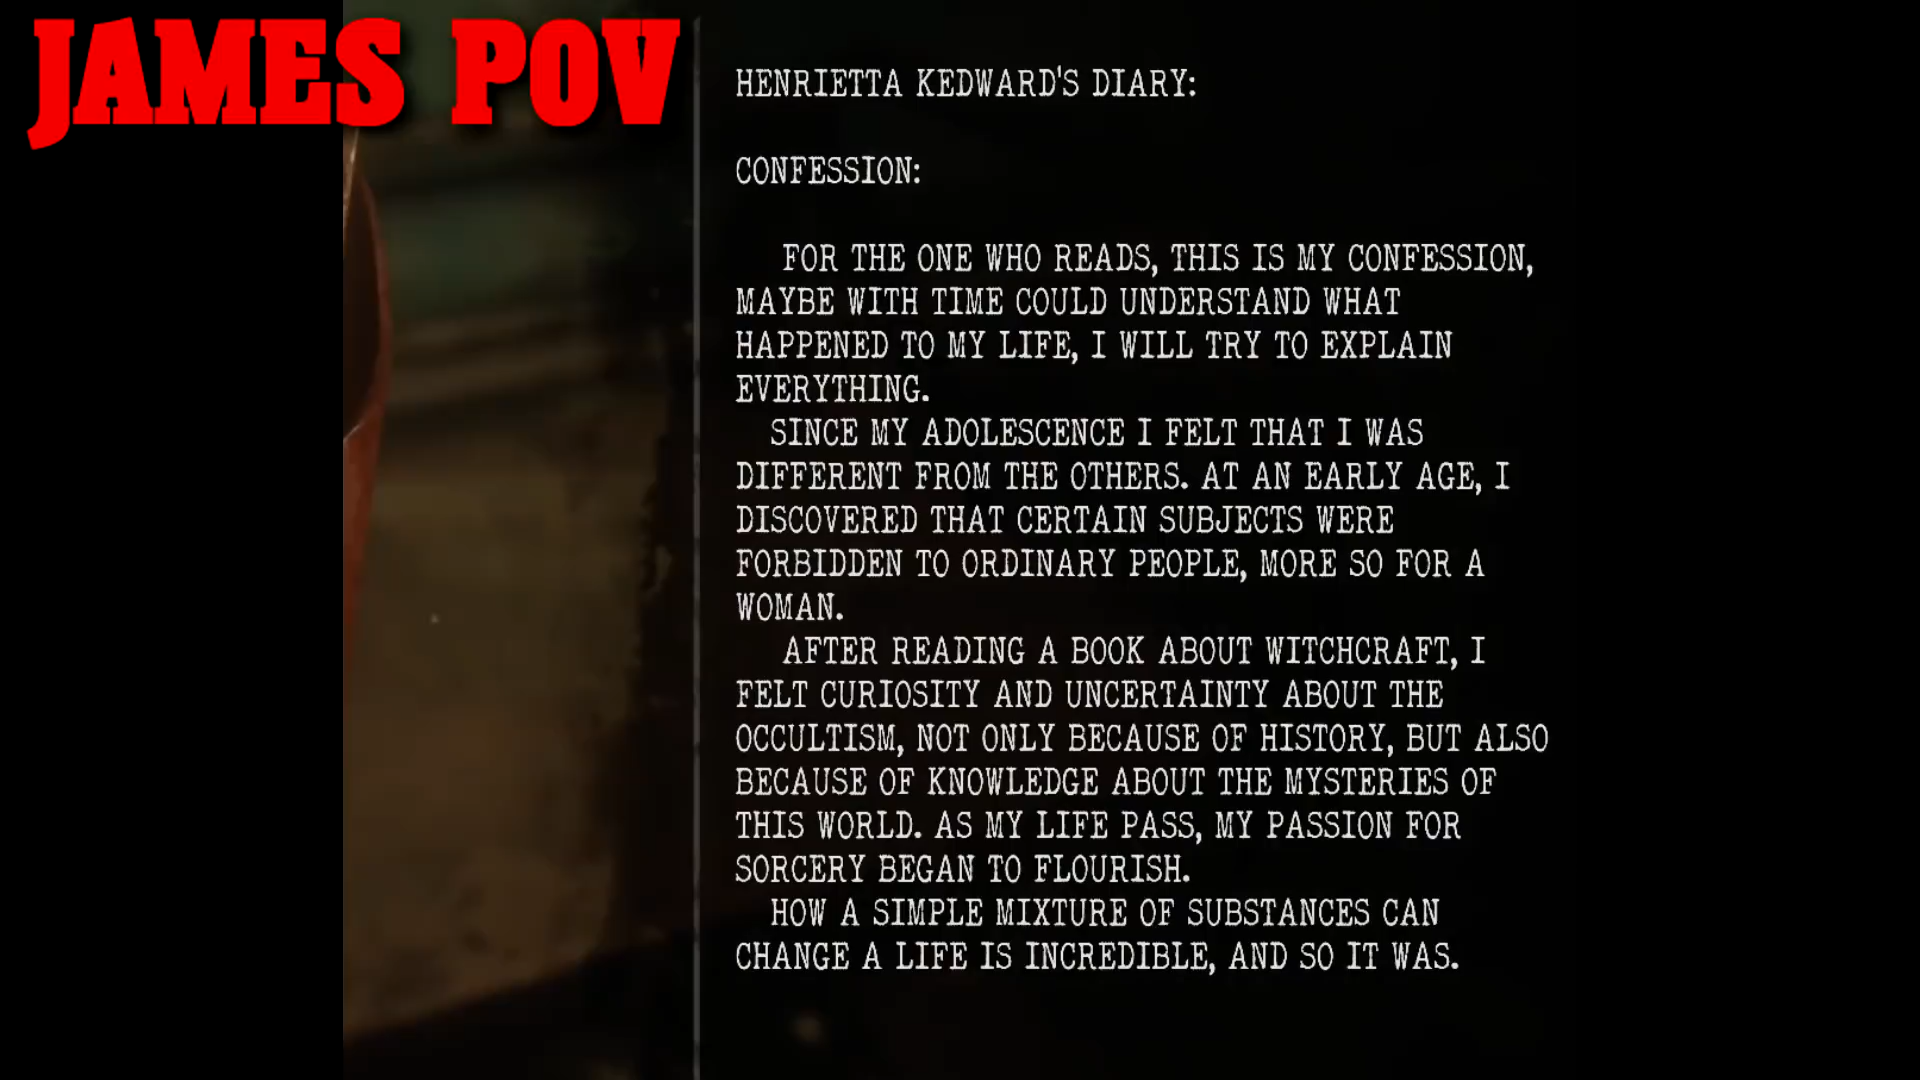 JAMES POV
HENRIETTA KEDWARD'S DIARY:
CONFESSION:
FOR THE ONE WHO READS, THIS IS MY CONFESSION,
MAYBE WITH TIME COULD UNDERSTAND WHAT
HAPPENED TO MY LIFE, I WILL TRY TO EXPLAIN
EVERYTHING.
SINCE MY ADOLESCENCE I FELT THAT I WAS
DIFFERENT FROM THE OTHERS. AT AN EARLY AGE, I
DISCOVERED THAT CERTAIN SUBJECTS WERE
FORBIDDEN TO ORDINARY PEOPLE, MORE SO FOR A
WOMAN.
AFTER READING A BOOK ABOUT WITCHCRAFT, I
FELT CURIOSITY AND UNCERTAINTY ABOUT THE
OCCULTISM, NOT ONLY BECAUSE OF HISTORY, BUT ALSO
BECAUSE OF KNOWLEDGE ABOUT THE MYSTERIES OF
THIS WORLD. AS MY LIFE PASS, MY PASSION FOR
SORCERY BEGAN TO FLOURISH.
HOW A SIMPLE MIXTURE OF SUBSTANCES CAN
CHANGE A LIFE IS INCREDIBLE, AND SO IT WAS.